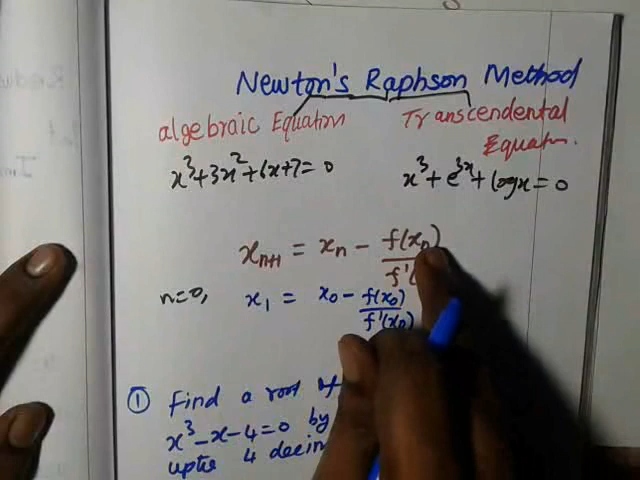 Newton's Raphson Method
algebraic Equation
Transcendental
Equation.
x³+3x²+6x+7=0
x³+e³ˣ+logx=0
xₙ₊₁ = xₙ - f(xₙ)/f'(
n=0, x₁ = x₀ - f(x₀)/f'(x₀)
① Find a root of
x³-x-4=0 by
upto 4 decim